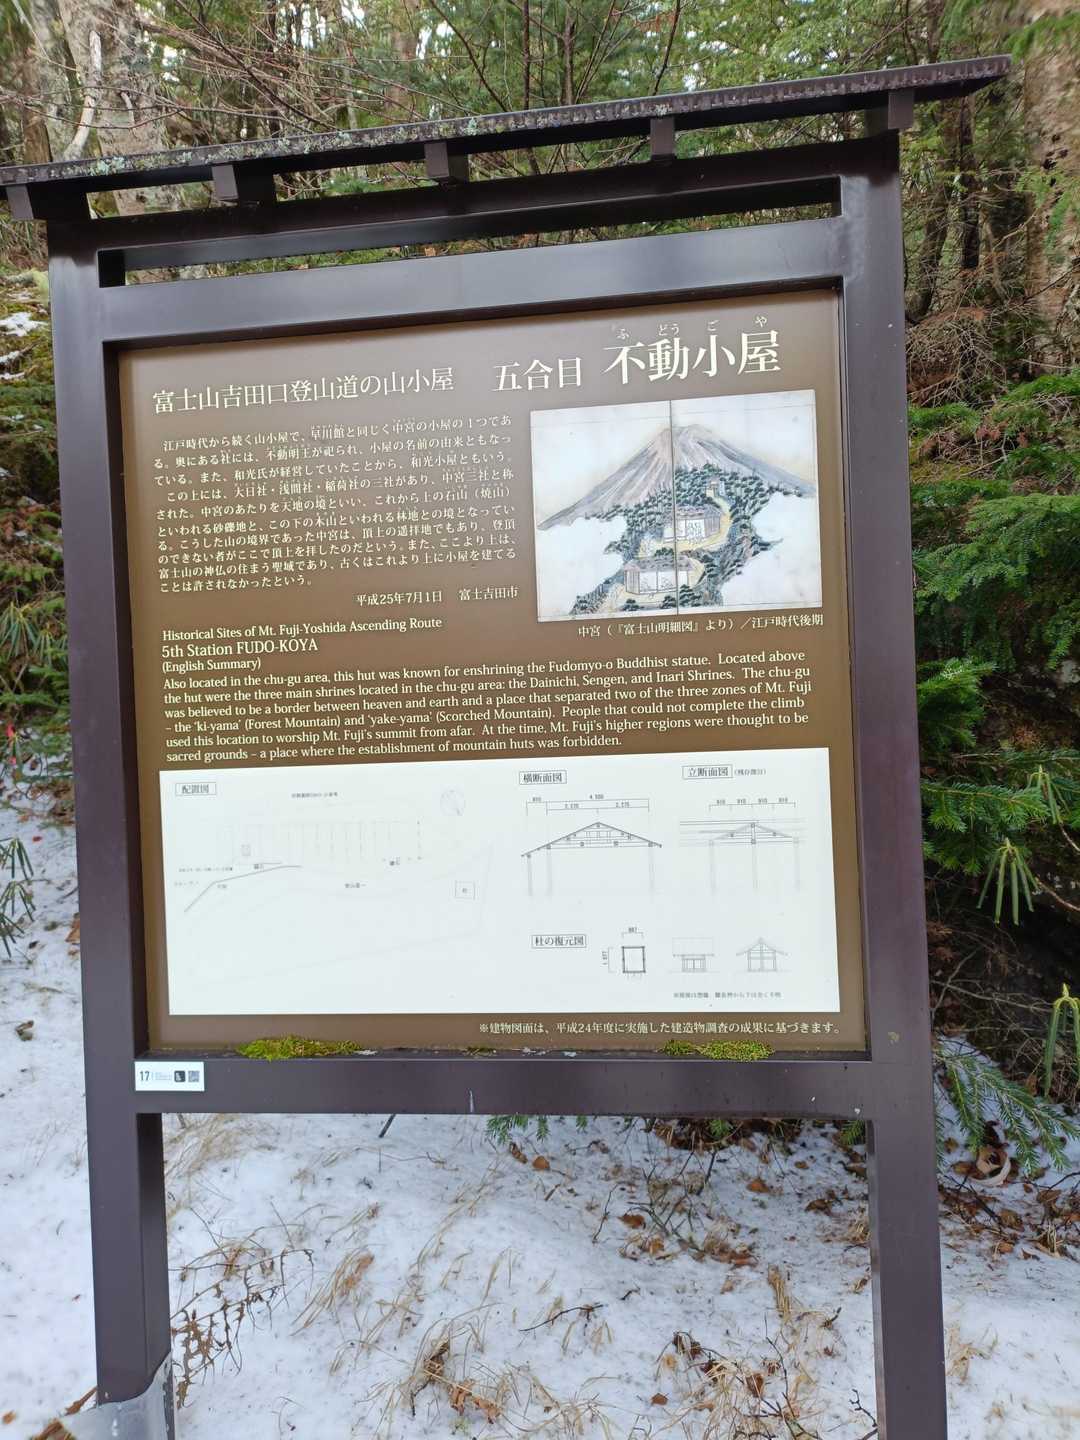 富士山吉田口登山道の山小屋 五合目 不動小屋
ふ どう ご や
江戸時代から続く山小屋で、早川館と同じく中宮の小屋の1つであ
る。奥にある社には、不動明王が祀られ、小屋の名前の由来ともなっ
ている。また、和光氏が経営していたことから、和光小屋ともいう。
この上には、大日社・浅間社・稲荷社の三社があり、中宮三社と称
された。中宮のあたりを天地の境といい、これから上の石山（焼山）
といわれる砂礫地と、この下の木山といわれる林地との境となってい
る。こうした山の境界であった中宮は、頂上の遥拝地でもあり、登頂
のできない者がここで頂上を拝したのだという。また、ここより上は、
富士山の神仏の住まう聖域であり、古くはこれより上に小屋を建てる
ことは許されなかったという。
平成25年7月1日 富士吉田市
中宮（『富士山明細図』より）／江戸時代後期
Historical Sites of Mt. Fuji-Yoshida Ascending Route
5th Station FUDO-KOYA
(English Summary)
Also located in the chu-gu area, this hut was known for enshrining the Fudomyo-o Buddhist statue. Located above
the hut were the three main shrines located in the chu-gu area: the Dainichi, Sengen, and Inari Shrines. The chu-gu
was believed to be a border between heaven and earth and a place that separated two of the three zones of Mt. Fuji
– the 'ki-yama' (Forest Mountain) and 'yake-yama' (Scorched Mountain). People that could not complete the climb
used this location to worship Mt. Fuji's summit from afar. At the time, Mt. Fuji's higher regions were thought to be
sacred grounds – a place where the establishment of mountain huts was forbidden.
配置図
横断面図
910 4,550
2,275 2,275
立断面図（残存部分）
910 910 910 910
社の復元図
※建物図面は、平成24年度に実施した建造物調査の成果に基づきます。
17